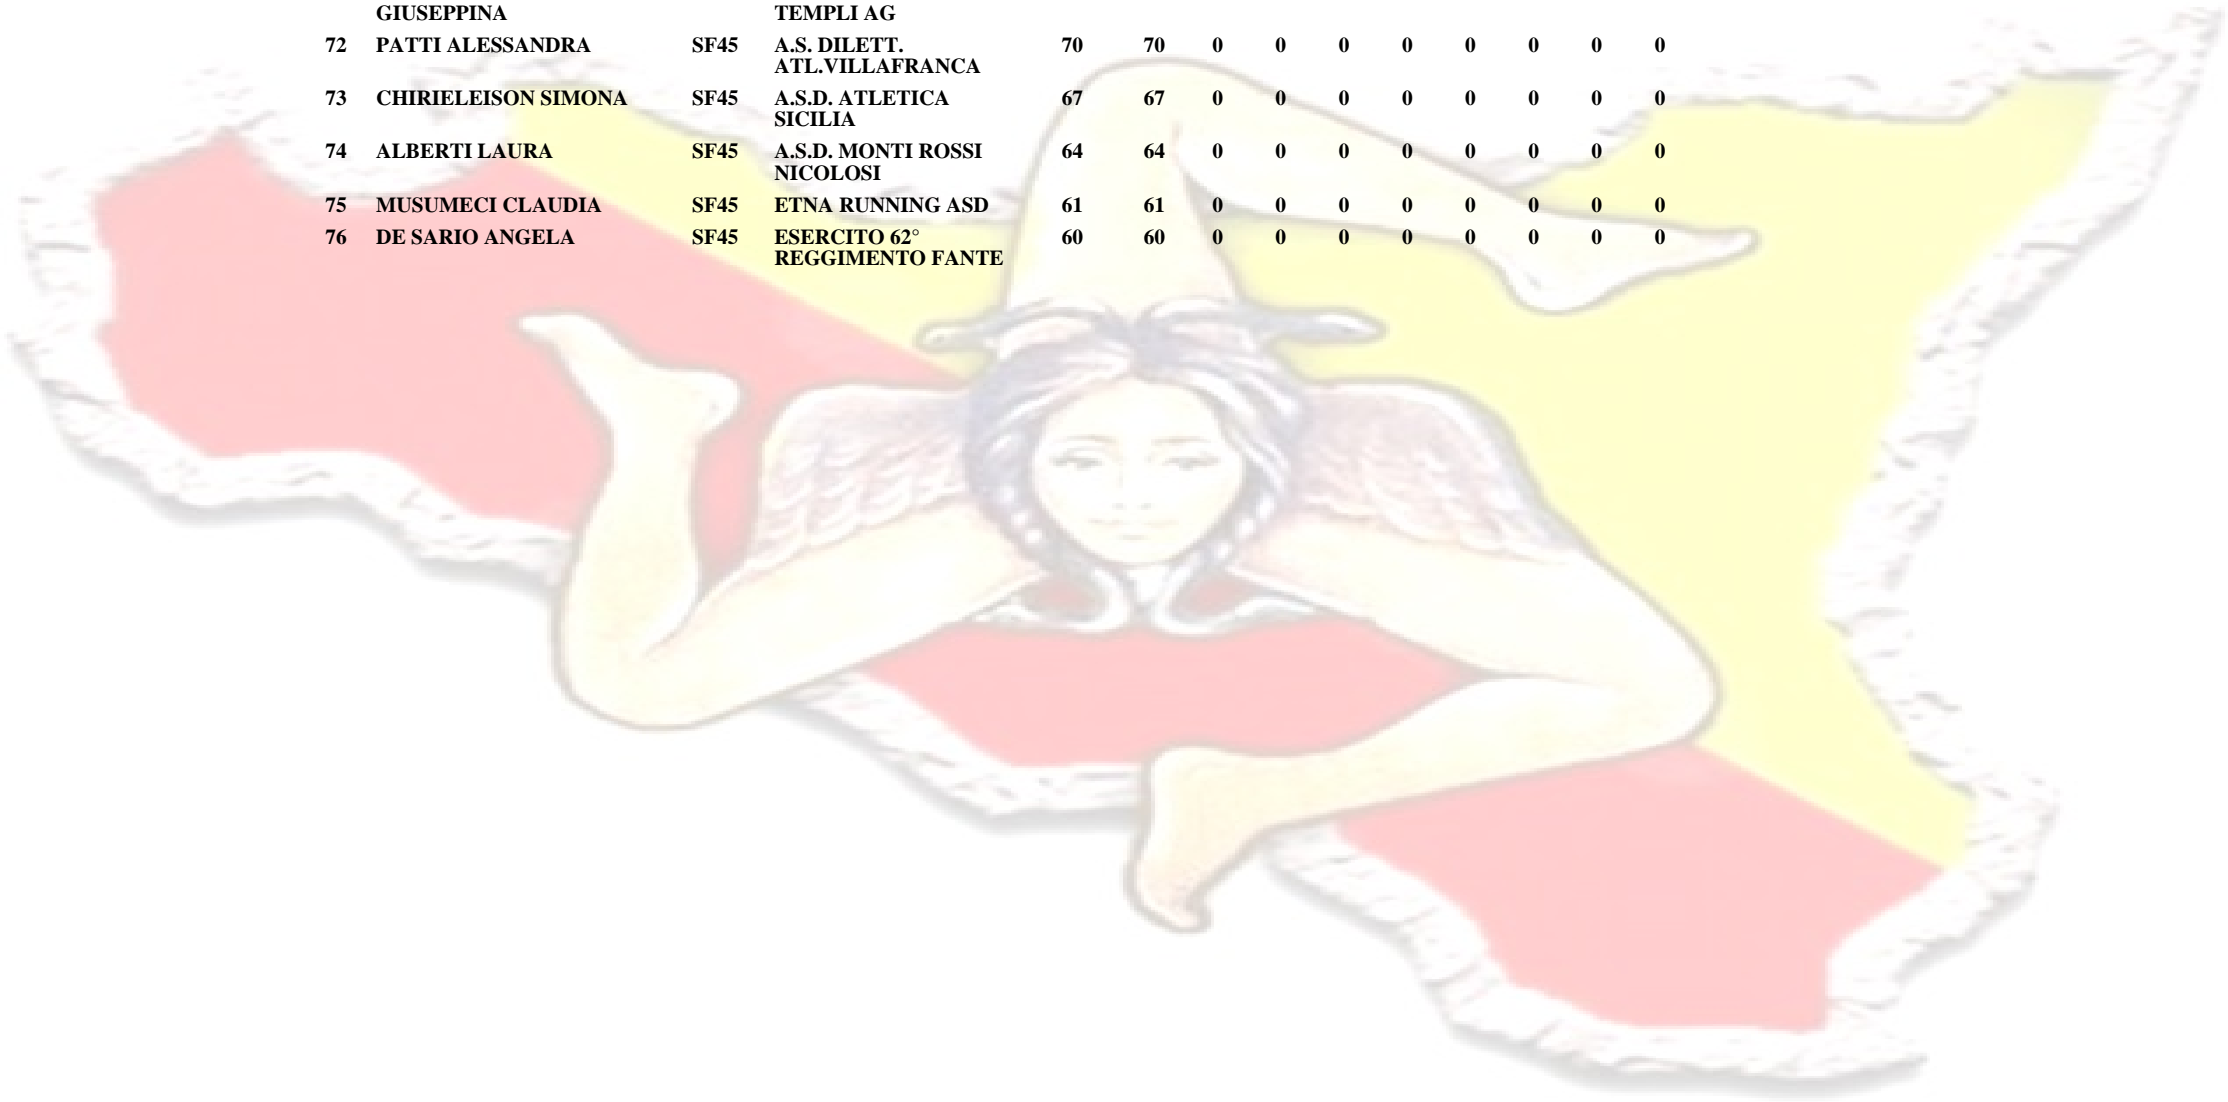 GIUSEPPINA TEMPLI AG
72 PATTI ALESSANDRA SF45 A.S. DILETT. 70 70 0 0 0 0 0 0 0 0
ATL.VILLAFRANCA
73 CHIRIELEISON SIMONA SF45 A.S.D. ATLETICA 67 67 0 0 0 0 0 0 0 0
SICILIA
74 ALBERTI LAURA SF45 A.S.D. MONTI ROSSI 64 64 0 0 0 0 0 0 0 0
NICOLOSI
75 MUSUMECI CLAUDIA SF45 ETNA RUNNING ASD 61 61 0 0 0 0 0 0 0 0
76 DE SARIO ANGELA SF45 ESERCITO 62° 60 60 0 0 0 0 0 0 0 0
REGGIMENTO FANTE